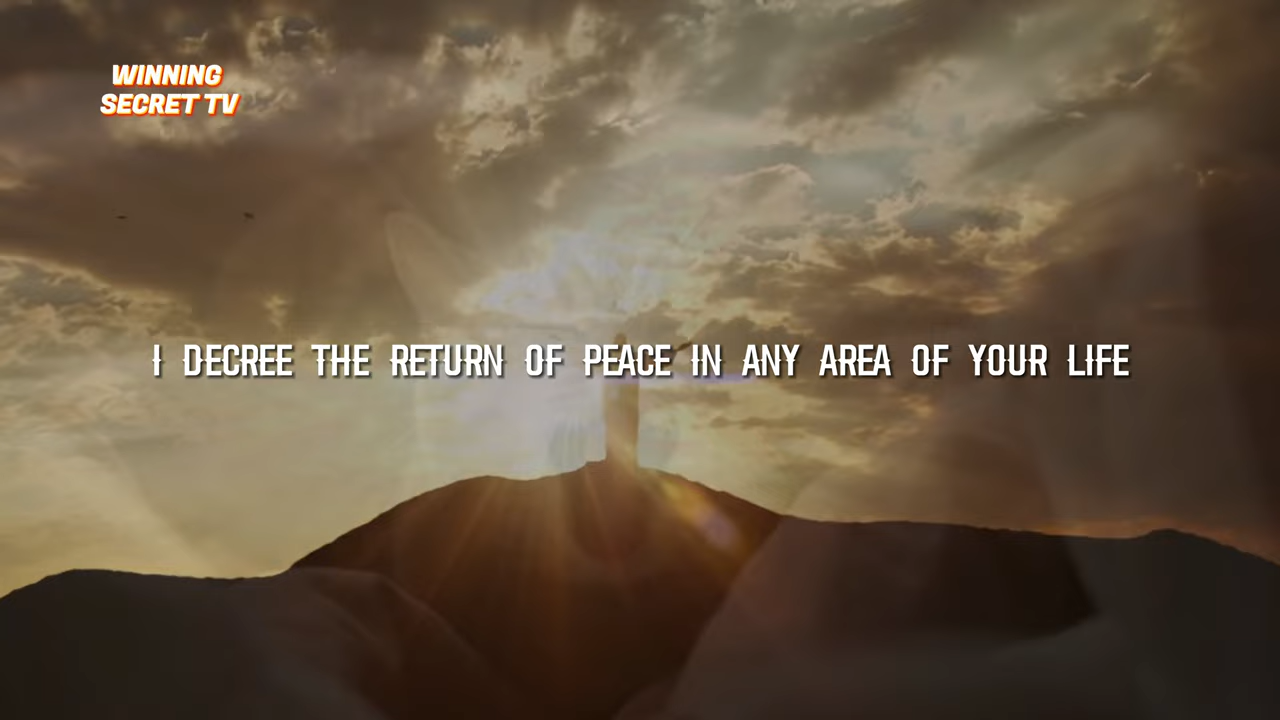 WINNING
SECRET TV
I DECREE THE RETURN OF PEACE IN ANY AREA OF YOUR LIFE